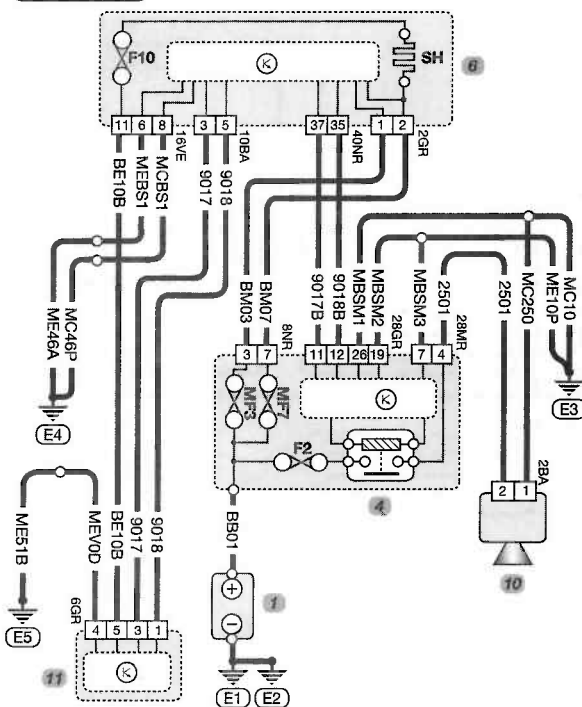 F10
SH
6
11 6 8 3 5 37 35 1 2
16VE
10BA
40NR
2GR
BE10B
MEBS1
MCBS1
9017
9018
BM03
BM07
9017B
9018B
MBSM1
MBSM2
MBSM3
2501
2501
MC250
ME10P
MC10
ME46A
MC46P
E4
E3
8NR
28GR
28MR
3 7 11 12 26 19 7 4
MF3
MF7
F2
4
2BA
2 1
10
ME51B
MEV0D
BE10B
9017
9018
BB01
E5
6GR
4 5 3 1
11
+
−
1
E1
E2